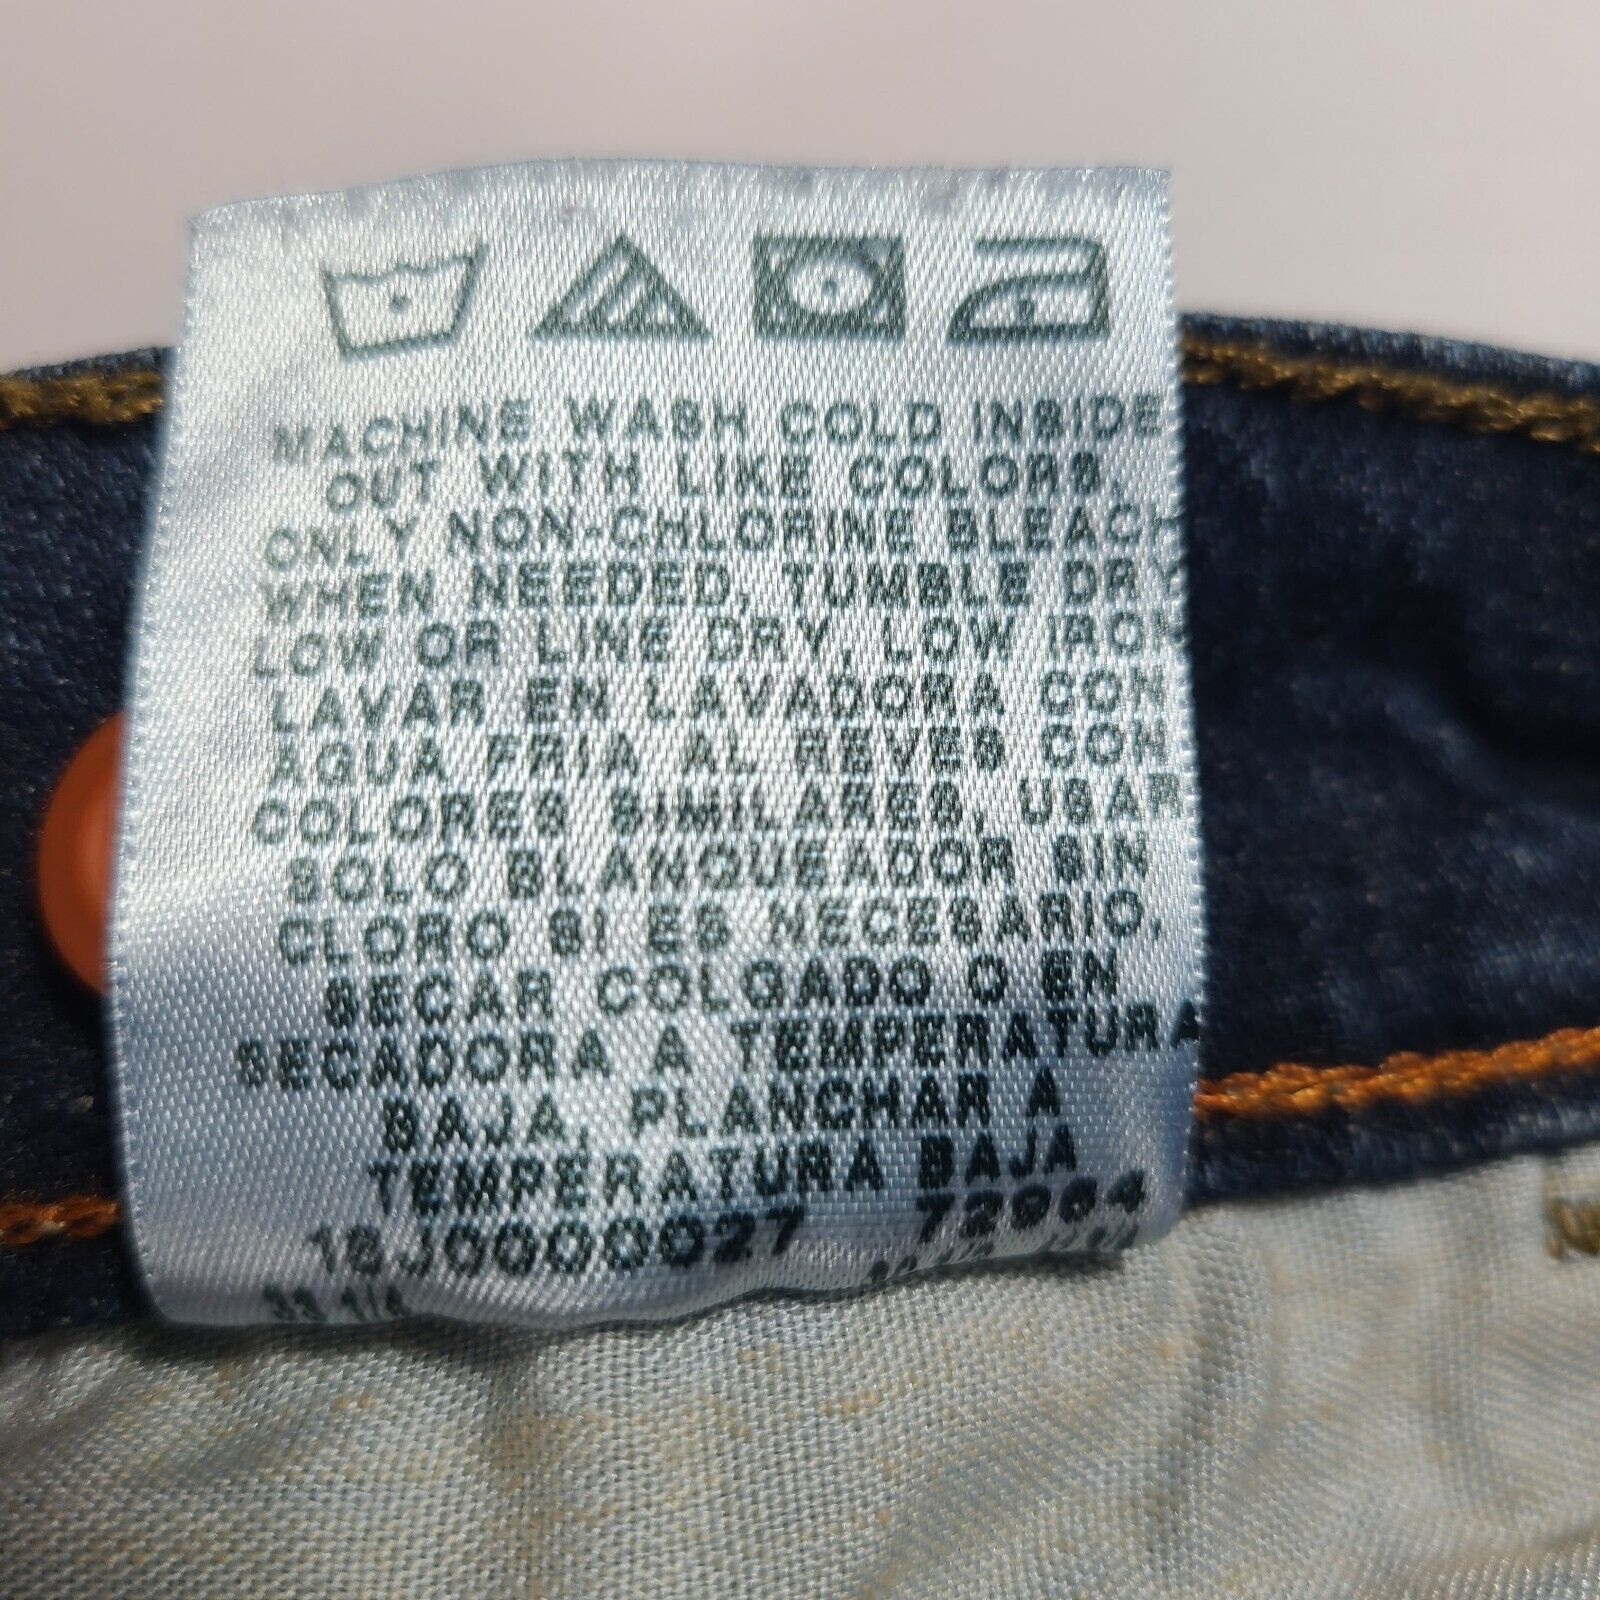 MACHINE WASH COLD INSIDE
OUT WITH LIKE COLORS,
ONLY NON-CHLORINE BLEACH
WHEN NEEDED, TUMBLE DRY
LOW OR LINE DRY, LOW IRON
LAVAR EN LAVADORA CON
AGUA FRIA AL REVES CON
COLORES SIMILARES, USAR
SOLO BLANQUEADOR SIN
CLORO SI ES NECESARIO,
SECAR COLGADO O EN
SECADORA A TEMPERATURA
BAJA, PLANCHAR A
TEMPERATURA BAJA
18J0000027 72964